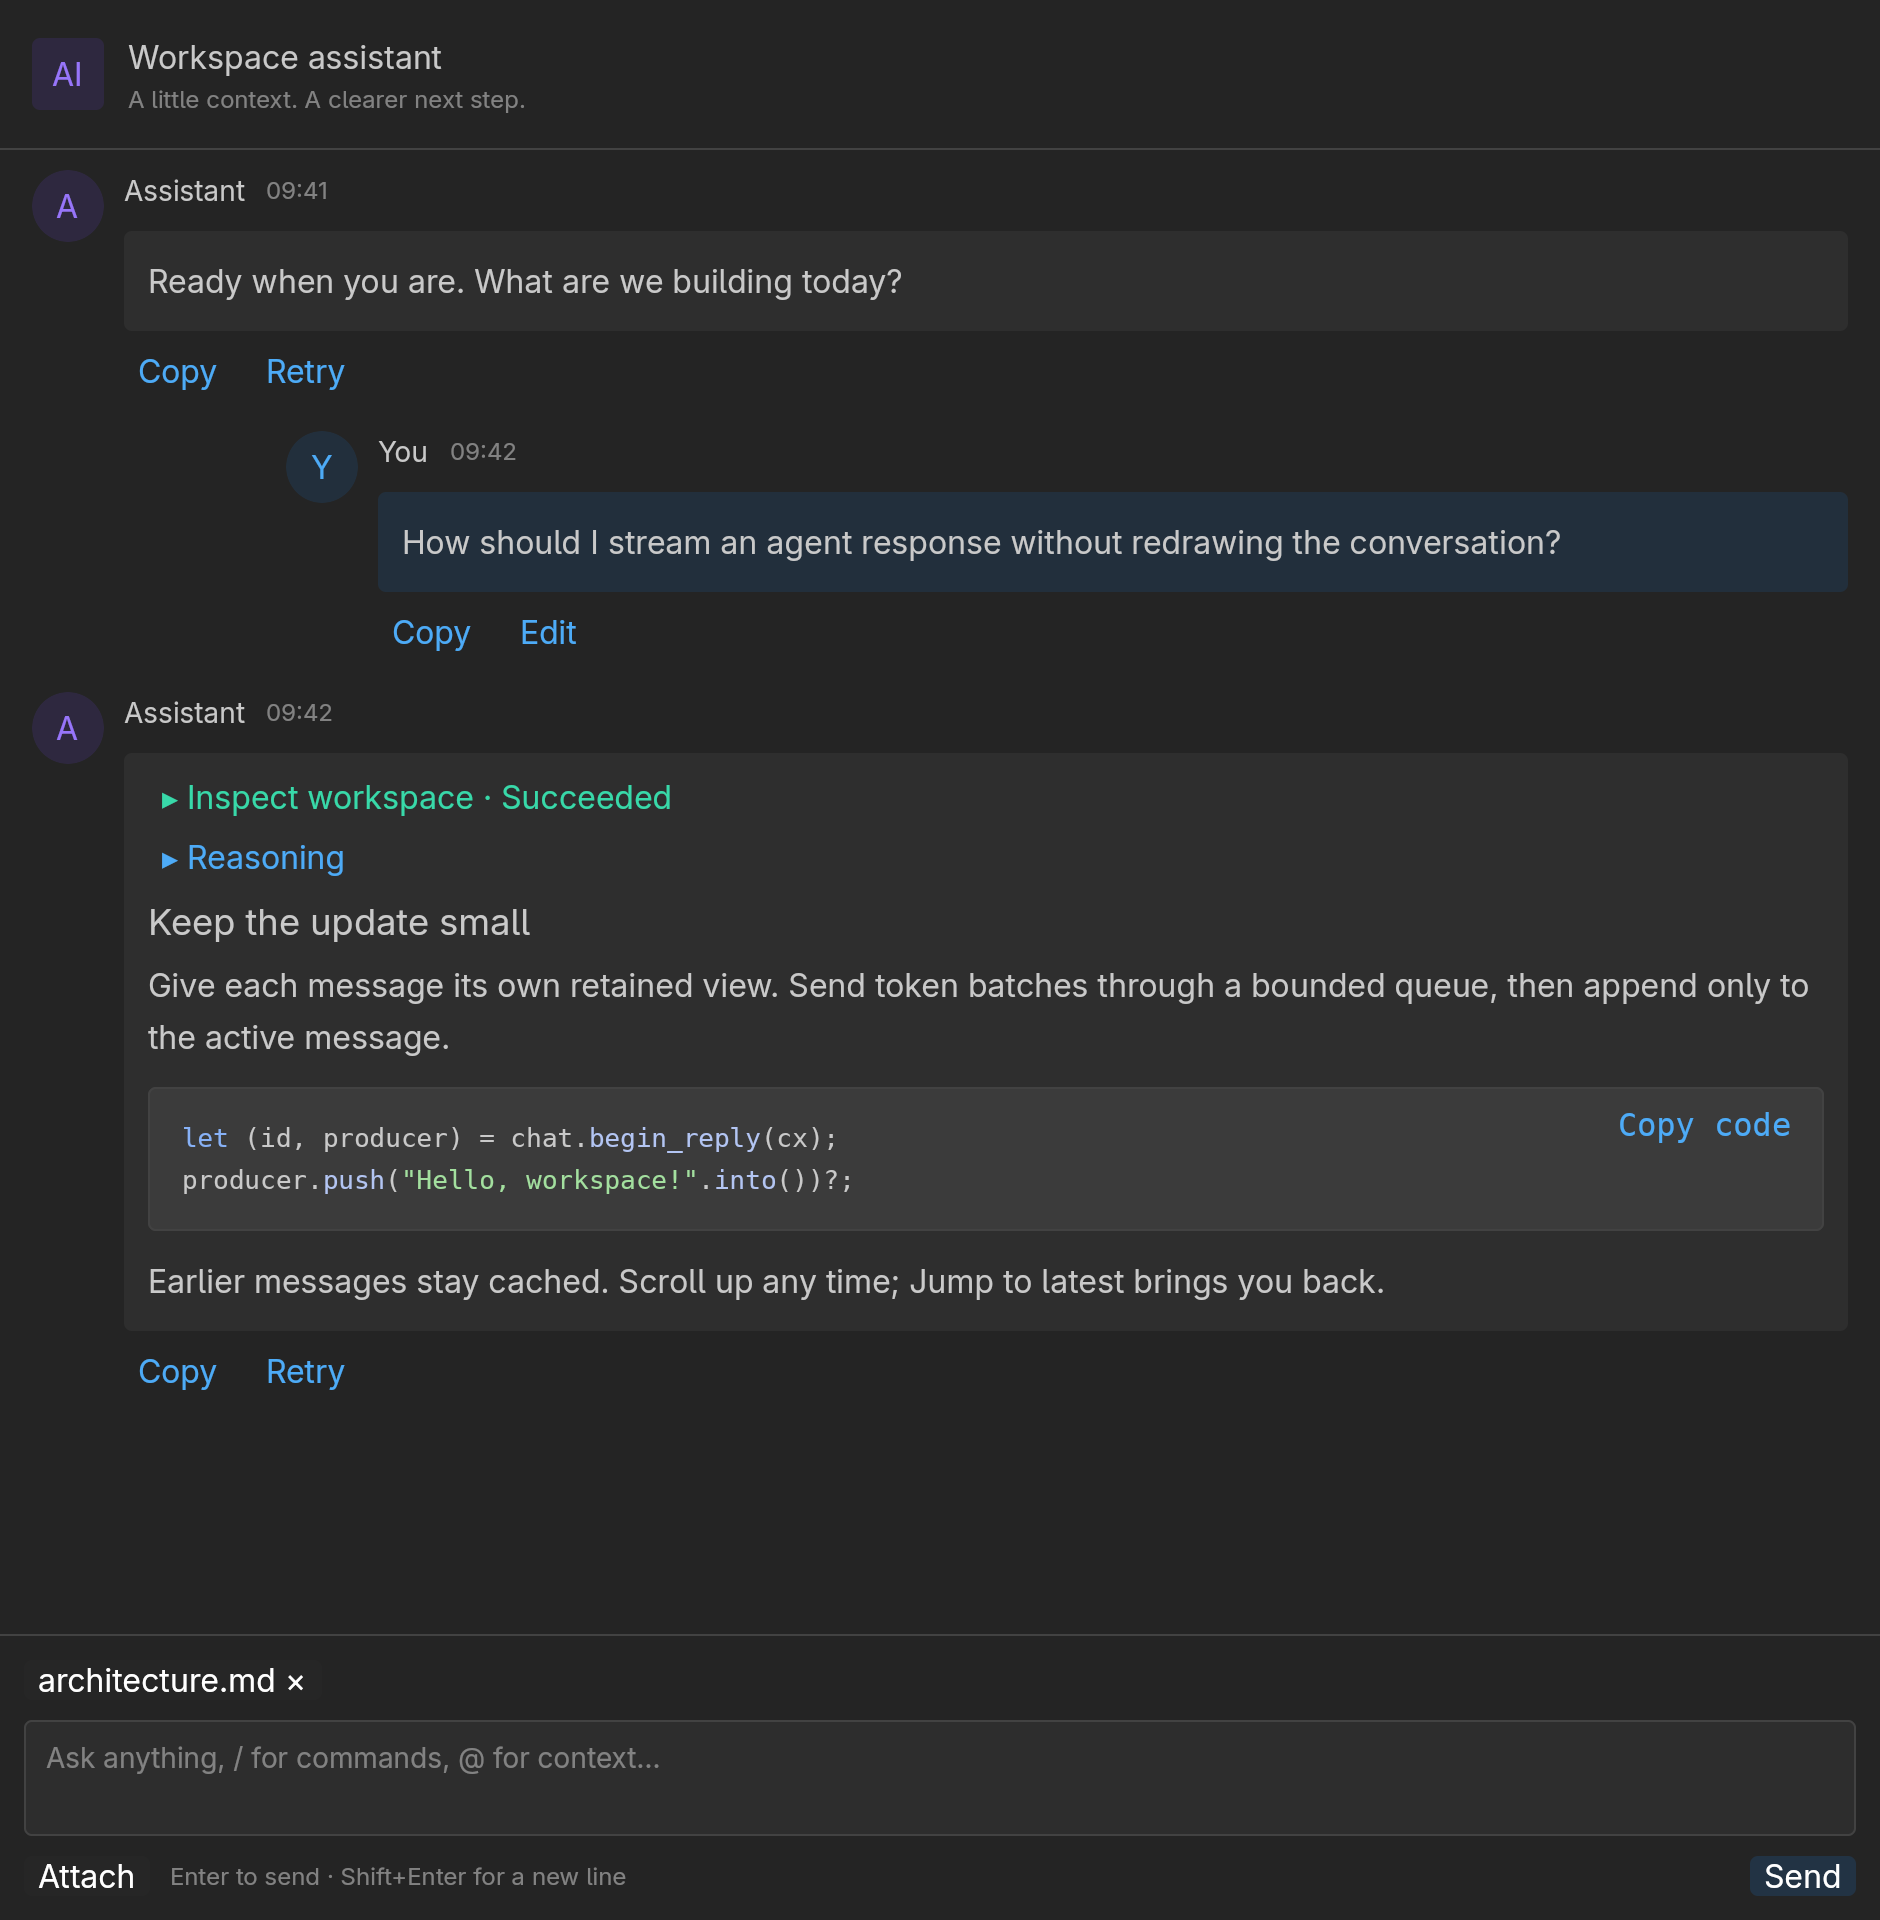 AI
Workspace assistant
A little context. A clearer next step.
A
Assistant 09:41
Ready when you are. What are we building today?
Copy Retry
Y
You 09:42
How should I stream an agent response without redrawing the conversation?
Copy Edit
A
Assistant 09:42
▸ Inspect workspace · Succeeded
▸ Reasoning
Keep the update small
Give each message its own retained view. Send token batches through a bounded queue, then append only to
the active message.
Copy code
let (id, producer) = chat.begin_reply(cx);
producer.push("Hello, workspace!".into())?;
Earlier messages stay cached. Scroll up any time; Jump to latest brings you back.
Copy Retry
architecture.md ×
Ask anything, / for commands, @ for context...
Attach Enter to send · Shift+Enter for a new line Send